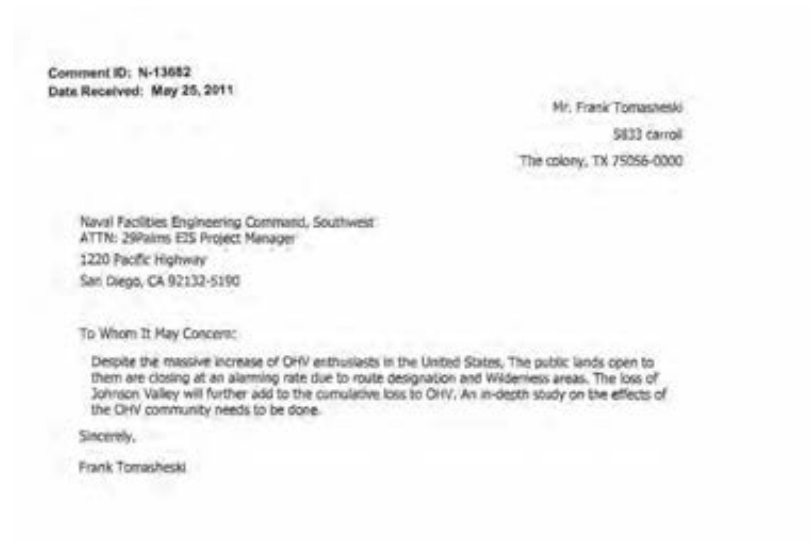 Comment ID: N-13682
Date Received: May 25, 2011
Mr. Frank Tomasheski
5833 carroll
The colony, TX 75056-0000
Naval Facilities Engineering Command, Southwest
ATTN: 29Palms EIS Project Manager
1220 Pacific Highway
San Diego, CA 92132-5190
To Whom It May Concern:
Despite the massive increase of OHV enthusiasts in the United States, The public lands open to
them are closing at an alarming rate due to route designation and Wilderness areas. The loss of
Johnson Valley will further add to the cumulative loss to OHV. An in-depth study on the effects of
the OHV community needs to be done.
Sincerely,
Frank Tomasheski